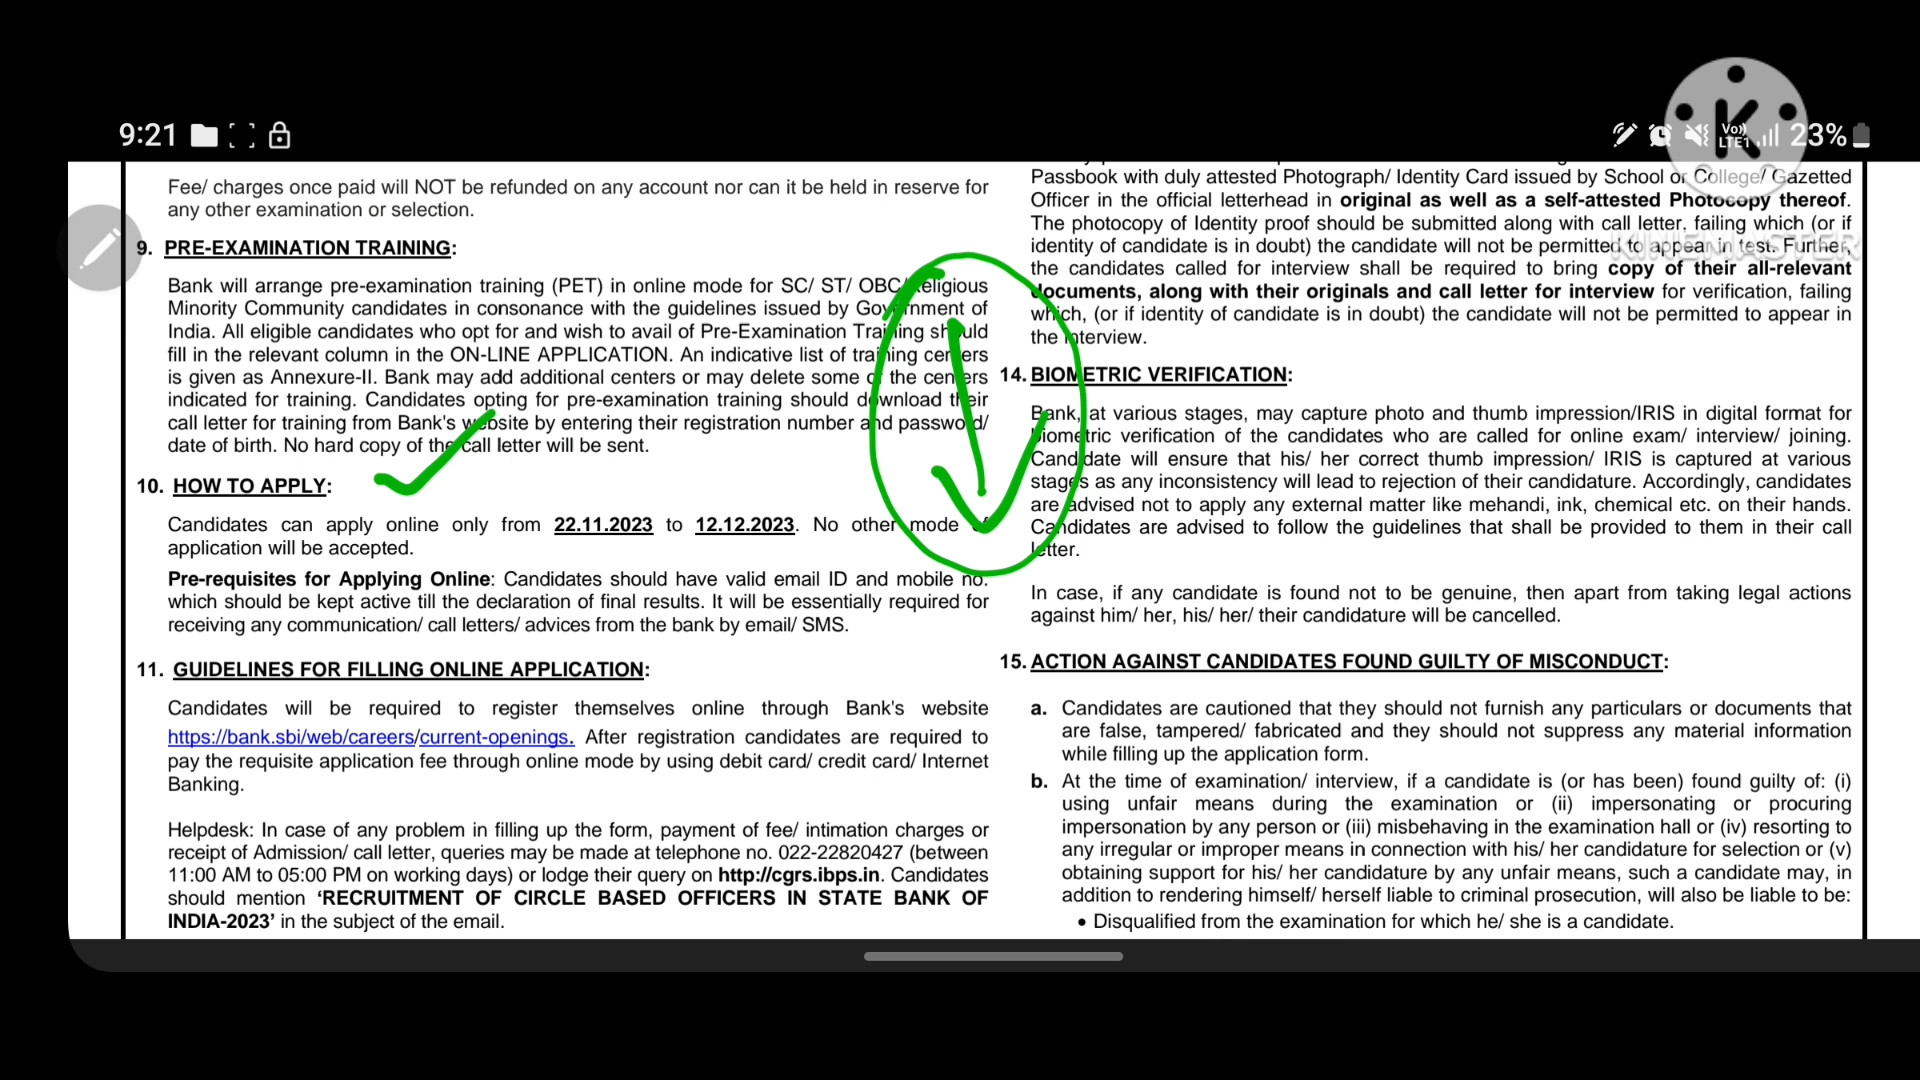 9:21
Vo))
LTE1
23%
K
KINEMASTER
Fee/ charges once paid will NOT be refunded on any account nor can it be held in reserve for
any other examination or selection.
9. PRE-EXAMINATION TRAINING:
Bank will arrange pre-examination training (PET) in online mode for SC/ ST/ OBC/ Religious
Minority Community candidates in consonance with the guidelines issued by Government of
India. All eligible candidates who opt for and wish to avail of Pre-Examination Training should
fill in the relevant column in the ON-LINE APPLICATION. An indicative list of training centers
is given as Annexure-II. Bank may add additional centers or may delete some of the centers
indicated for training. Candidates opting for pre-examination training should download their
call letter for training from Bank's website by entering their registration number and password/
date of birth. No hard copy of the call letter will be sent.
10. HOW TO APPLY:
Candidates can apply online only from 22.11.2023 to 12.12.2023. No other mode of
application will be accepted.
Pre-requisites for Applying Online: Candidates should have valid email ID and mobile no.
which should be kept active till the declaration of final results. It will be essentially required for
receiving any communication/ call letters/ advices from the bank by email/ SMS.
11. GUIDELINES FOR FILLING ONLINE APPLICATION:
Candidates will be required to register themselves online through Bank's website
https://bank.sbi/web/careers/current-openings. After registration candidates are required to
pay the requisite application fee through online mode by using debit card/ credit card/ Internet
Banking.
Helpdesk: In case of any problem in filling up the form, payment of fee/ intimation charges or
receipt of Admission/ call letter, queries may be made at telephone no. 022-22820427 (between
11:00 AM to 05:00 PM on working days) or lodge their query on http://cgrs.ibps.in. Candidates
should mention ‘RECRUITMENT OF CIRCLE BASED OFFICERS IN STATE BANK OF
INDIA-2023’ in the subject of the email.
Passbook with duly attested Photograph/ Identity Card issued by School or College/ Gazetted
Officer in the official letterhead in original as well as a self-attested Photocopy thereof.
The photocopy of Identity proof should be submitted along with call letter, failing which (or if
identity of candidate is in doubt) the candidate will not be permitted to appear in test. Further,
the candidates called for interview shall be required to bring copy of their all-relevant
documents, along with their originals and call letter for interview for verification, failing
which, (or if identity of candidate is in doubt) the candidate will not be permitted to appear in
the interview.
14. BIOMETRIC VERIFICATION:
Bank, at various stages, may capture photo and thumb impression/IRIS in digital format for
biometric verification of the candidates who are called for online exam/ interview/ joining.
Candidate will ensure that his/ her correct thumb impression/ IRIS is captured at various
stages as any inconsistency will lead to rejection of their candidature. Accordingly, candidates
are advised not to apply any external matter like mehandi, ink, chemical etc. on their hands.
Candidates are advised to follow the guidelines that shall be provided to them in their call
letter.
In case, if any candidate is found not to be genuine, then apart from taking legal actions
against him/ her, his/ her/ their candidature will be cancelled.
15. ACTION AGAINST CANDIDATES FOUND GUILTY OF MISCONDUCT:
a. Candidates are cautioned that they should not furnish any particulars or documents that
are false, tampered/ fabricated and they should not suppress any material information
while filling up the application form.
b. At the time of examination/ interview, if a candidate is (or has been) found guilty of: (i)
using unfair means during the examination or (ii) impersonating or procuring
impersonation by any person or (iii) misbehaving in the examination hall or (iv) resorting to
any irregular or improper means in connection with his/ her candidature for selection or (v)
obtaining support for his/ her candidature by any unfair means, such a candidate may, in
addition to rendering himself/ herself liable to criminal prosecution, will also be liable to be:
• Disqualified from the examination for which he/ she is a candidate.